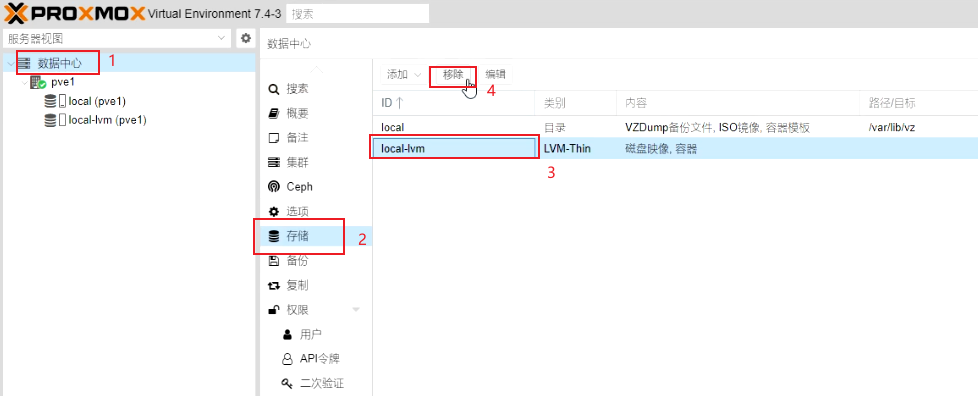 PROXMOX Virtual Environment 7.4-3 搜索
服务器视图
数据中心 1
pve1
local (pve1)
local-lvm (pve1)
数据中心
搜索
概要
备注
集群
Ceph
选项
存储 2
备份
复制
权限
用户
API令牌
二次验证
添加 移除 编辑
4
ID 类别 内容 路径/目标
local 目录 VZDump备份文件, ISO镜像, 容器模板 /var/lib/vz
local-lvm LVM-Thin 磁盘映像, 容器
3